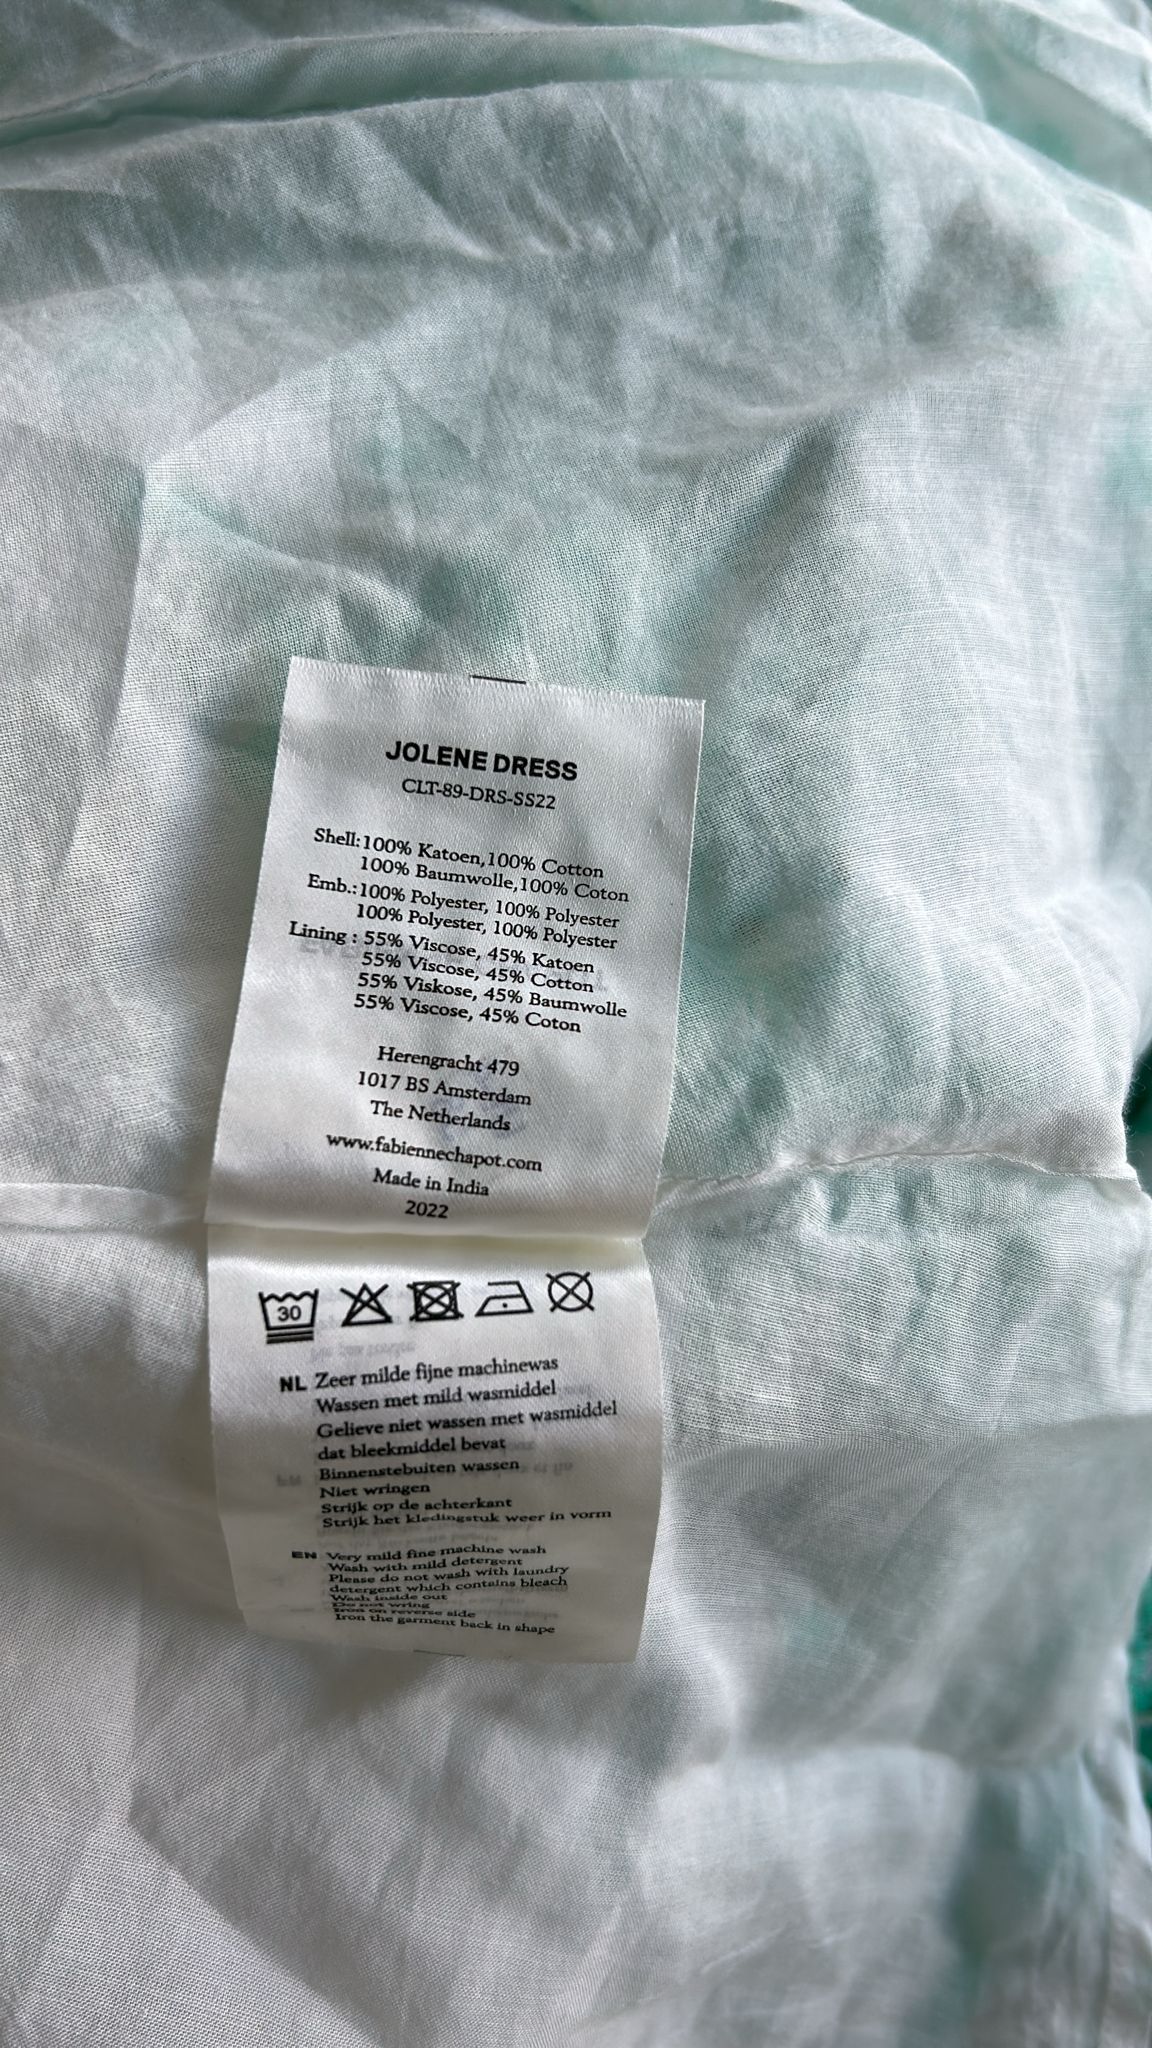 JOLENE DRESS
CLT-89-DRS-SS22
Shell:100% Katoen,100% Cotton
100% Baumwolle,100% Coton
Emb.:100% Polyester, 100% Polyester
100% Polyester, 100% Polyester
Lining : 55% Viscose, 45% Katoen
55% Viscose, 45% Cotton
55% Viskose, 45% Baumwolle
55% Viscose, 45% Coton
Herengracht 479
1017 BS Amsterdam
The Netherlands
www.fabiennechapot.com
Made in India
2022
30
NL Zeer milde fijne machinewas
Wassen met mild wasmiddel
Gelieve niet wassen met wasmiddel
dat bleekmiddel bevat
Binnenstebuiten wassen
Niet wringen
Strijk op de achterkant
Strijk het kledingstuk weer in vorm
EN Very mild fine machine wash
Wash with mild detergent
Please do not wash with laundry
detergent which contains bleach
Wash inside out
Do not wring
Iron on reverse side
Iron the garment back in shape